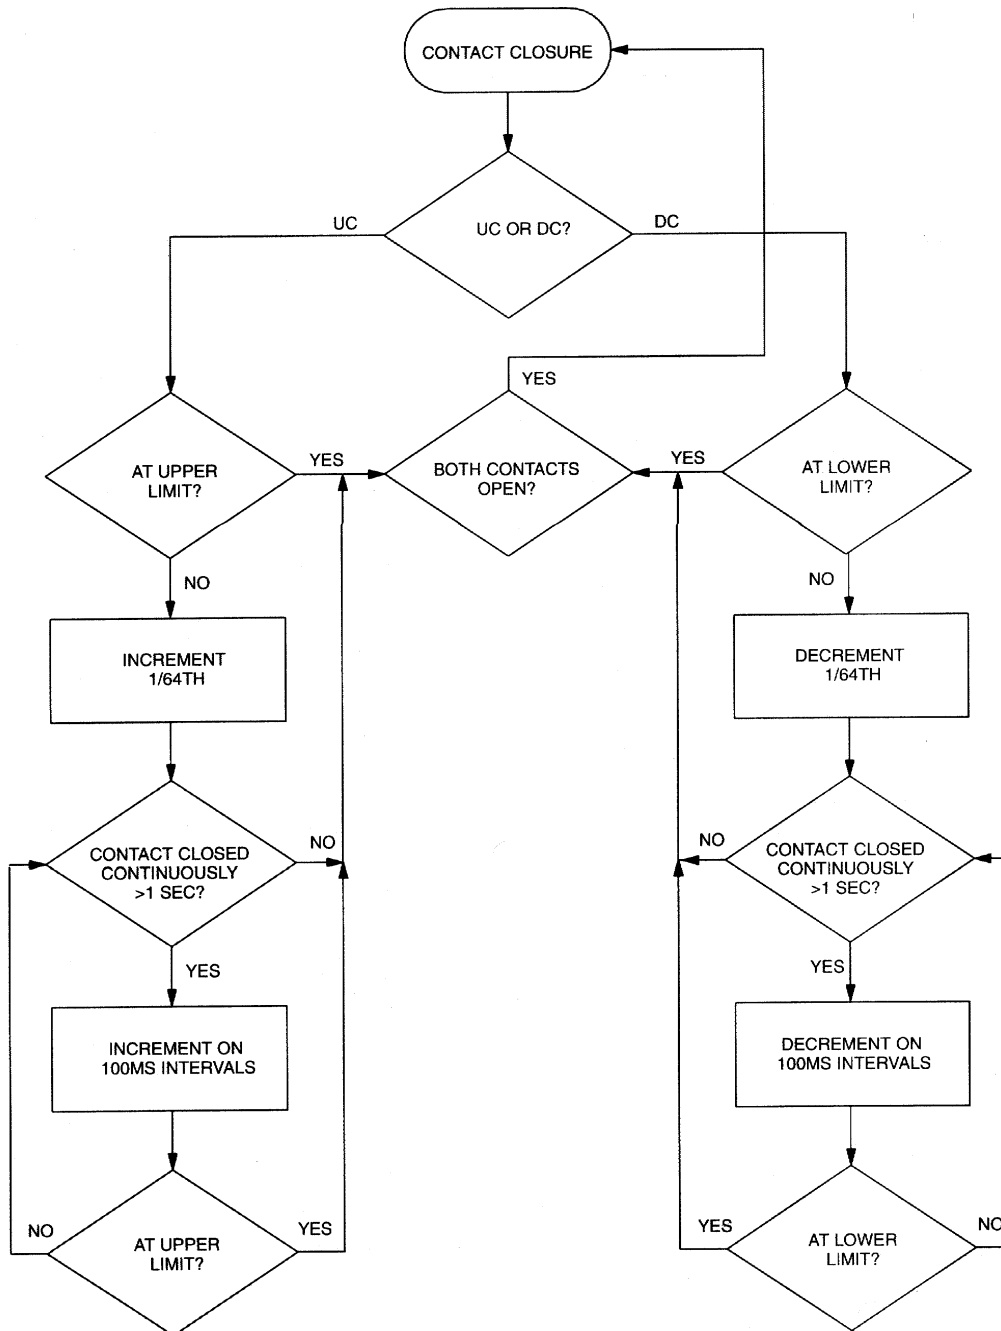 CONTACT CLOSURE
UC OR DC?
UC
DC
YES
AT UPPER
LIMIT?
YES
BOTH CONTACTS
OPEN?
YES
AT LOWER
LIMIT?
NO
NO
INCREMENT
1/64TH
DECREMENT
1/64TH
CONTACT CLOSED
CONTINUOUSLY
>1 SEC?
NO
NO
CONTACT CLOSED
CONTINUOUSLY
>1 SEC?
YES
YES
INCREMENT ON
100MS INTERVALS
DECREMENT ON
100MS INTERVALS
NO
AT UPPER
LIMIT?
YES
YES
AT LOWER
LIMIT?
NO